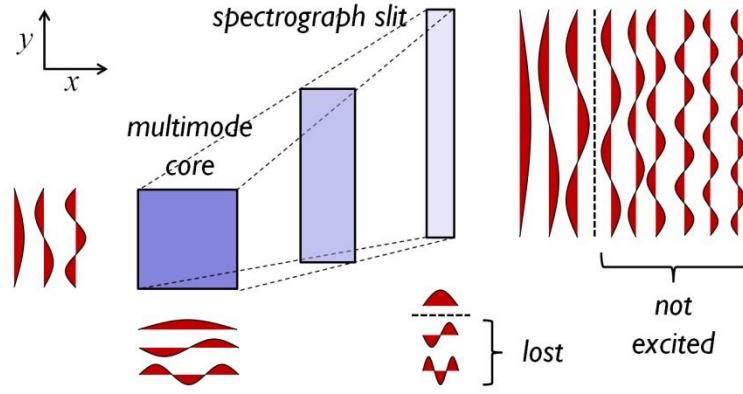 spectrograph slit
y
x
multimode
core
not
excited
lost